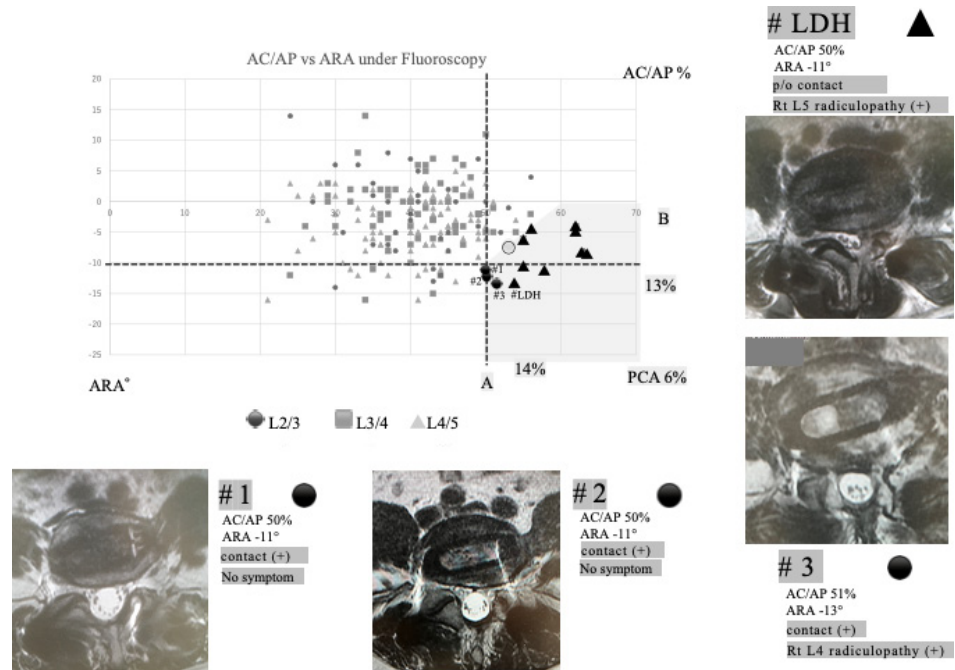 AC/AP vs ARA under Fluoroscopy
AC/AP %
20
15
10
5
0
-5
-10
-15
-20
-25
0
10
20
30
40
50
60
70
B
#1
#2
#3
#LDH
13%
14%
A
PCA 6%
ARA°
L2/3
L3/4
L4/5
# LDH
AC/AP 50%
ARA -11°
p/o contact
Rt L5 radiculopathy (+)
# 1
AC/AP 50%
ARA -11°
contact (+)
No symptom
# 2
AC/AP 50%
ARA -11°
contact (+)
No symptom
# 3
AC/AP 51%
ARA -13°
contact (+)
Rt L4 radiculopathy (+)